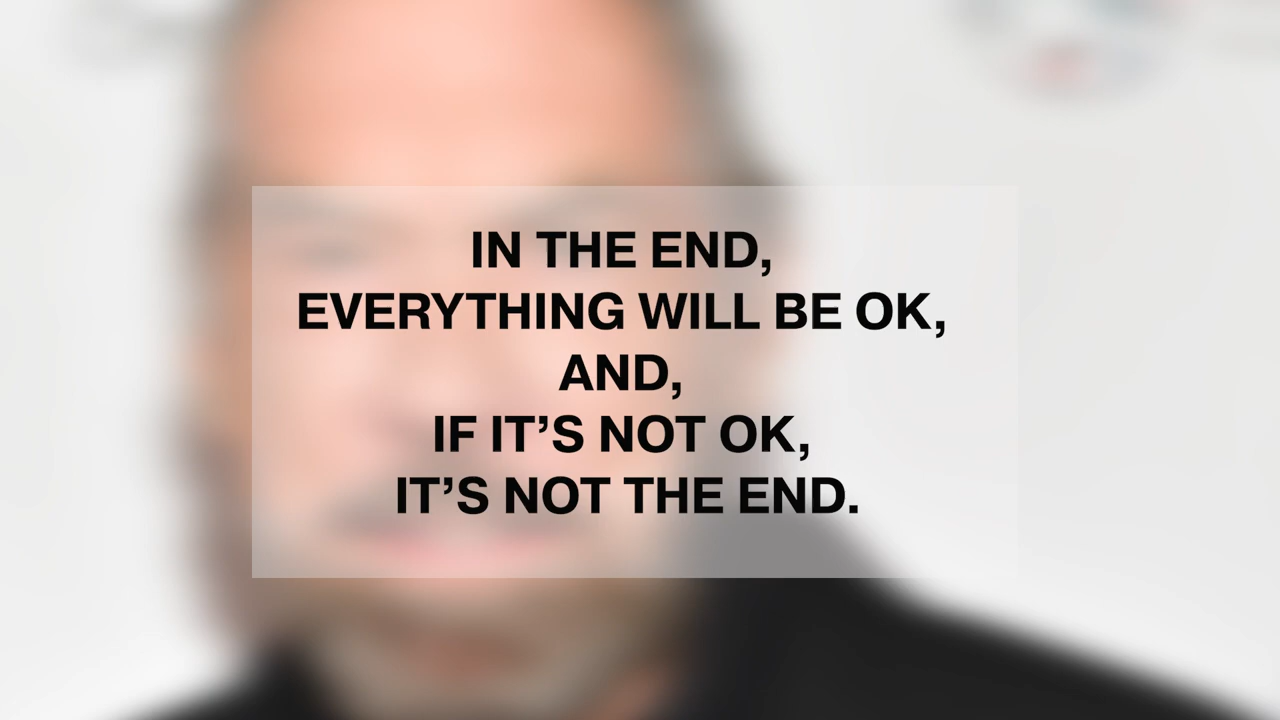 IN THE END,
EVERYTHING WILL BE OK,
AND,
IF IT’S NOT OK,
IT’S NOT THE END.